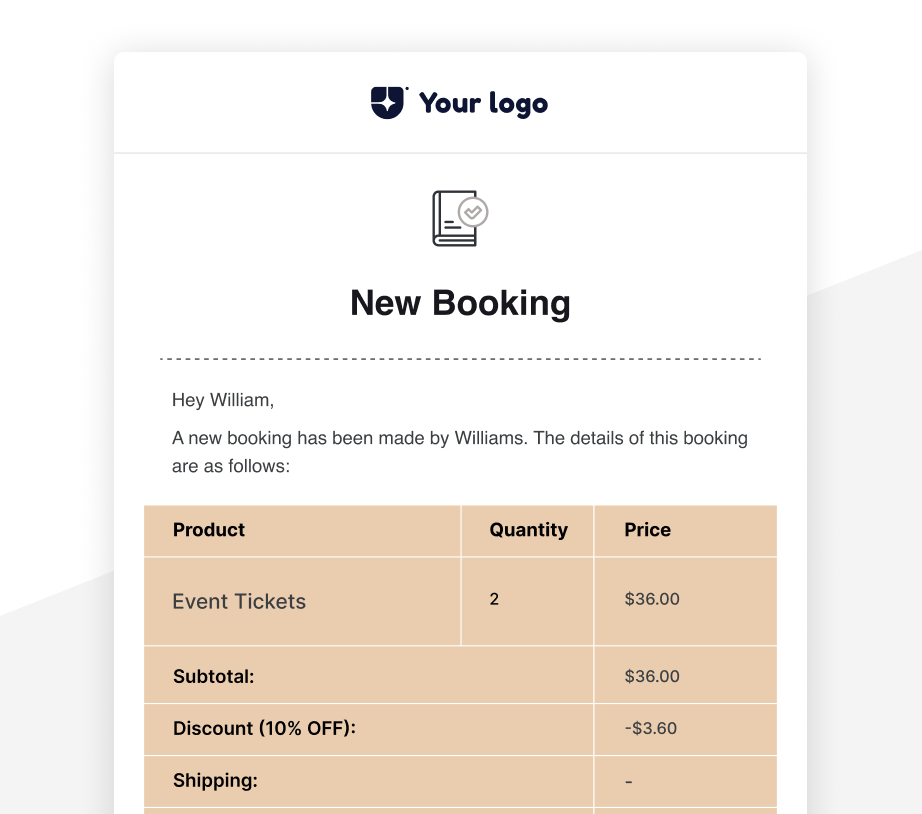 Your logo
New Booking
Hey William,
A new booking has been made by Williams. The details of this booking
are as follows:
Product Quantity Price
Event Tickets 2 $36.00
Subtotal: $36.00
Discount (10% OFF): -$3.60
Shipping: -